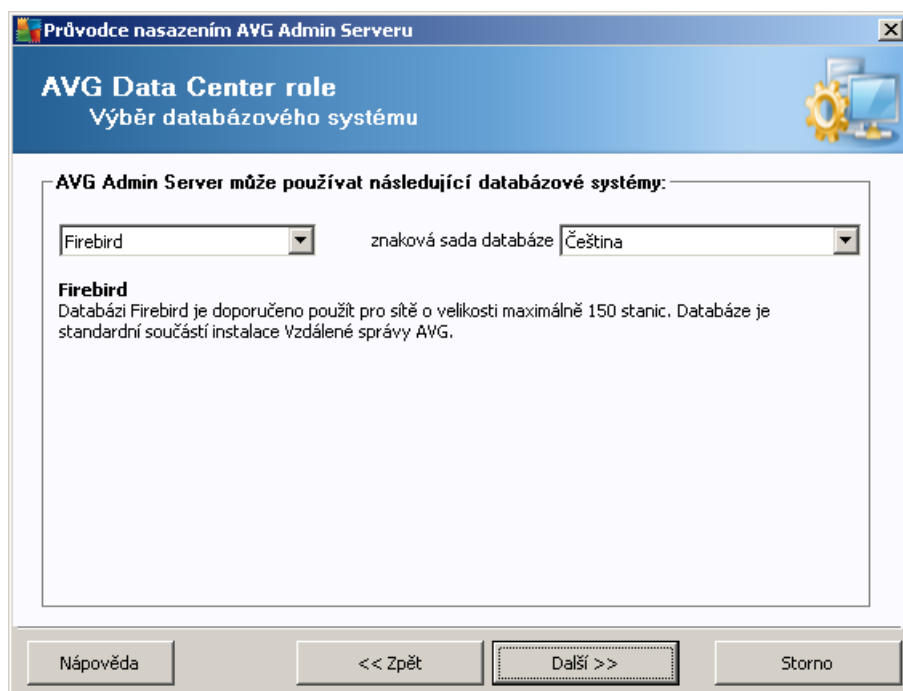 Průvodce nasazením AVG Admin Serveru
AVG Data Center role
Výběr databázového systému
AVG Admin Server může používat následující databázové systémy:
Firebird znaková sada databáze Čeština
Firebird
Databázi Firebird je doporučeno použít pro sítě o velikosti maximálně 150 stanic. Databáze je
standardní součástí instalace Vzdálené správy AVG.
Nápověda << Zpět Další >> Storno